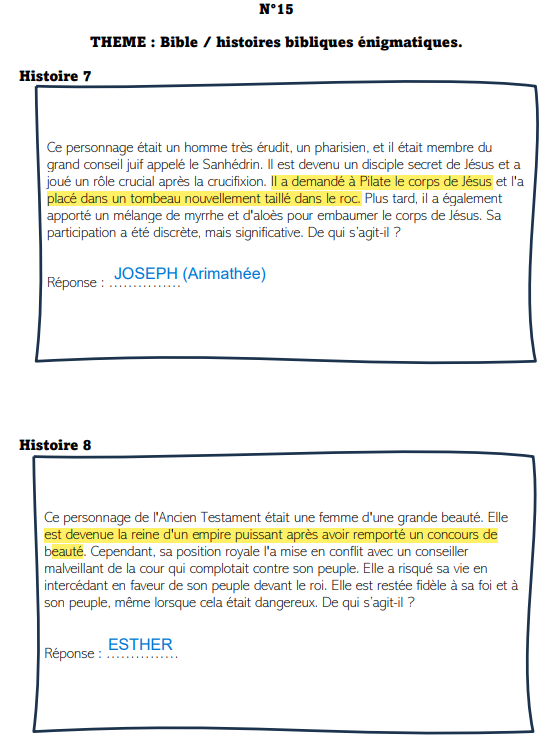 N°15
THEME : Bible / histoires bibliques énigmatiques.
Histoire 7
Ce personnage était un homme très érudit, un pharisien, et il était membre du
grand conseil juif appelé le Sanhédrin. Il est devenu un disciple secret de Jésus et a
joué un rôle crucial après la crucifixion. Il a demandé à Pilate le corps de Jésus et l'a
placé dans un tombeau nouvellement taillé dans le roc. Plus tard, il a également
apporté un mélange de myrrhe et d'aloès pour embaumer le corps de Jésus. Sa
participation a été discrète, mais significative. De qui s'agit-il ?
Réponse : JOSEPH (Arimathée)
Histoire 8
Ce personnage de l'Ancien Testament était une femme d'une grande beauté. Elle
est devenue la reine d'un empire puissant après avoir remporté un concours de
beauté. Cependant, sa position royale l'a mise en conflit avec un conseiller
malveillant de la cour qui complotait contre son peuple. Elle a risqué sa vie en
intercédant en faveur de son peuple devant le roi. Elle est restée fidèle à sa foi et à
son peuple, même lorsque cela était dangereux. De qui s'agit-il ?
Réponse : ESTHER